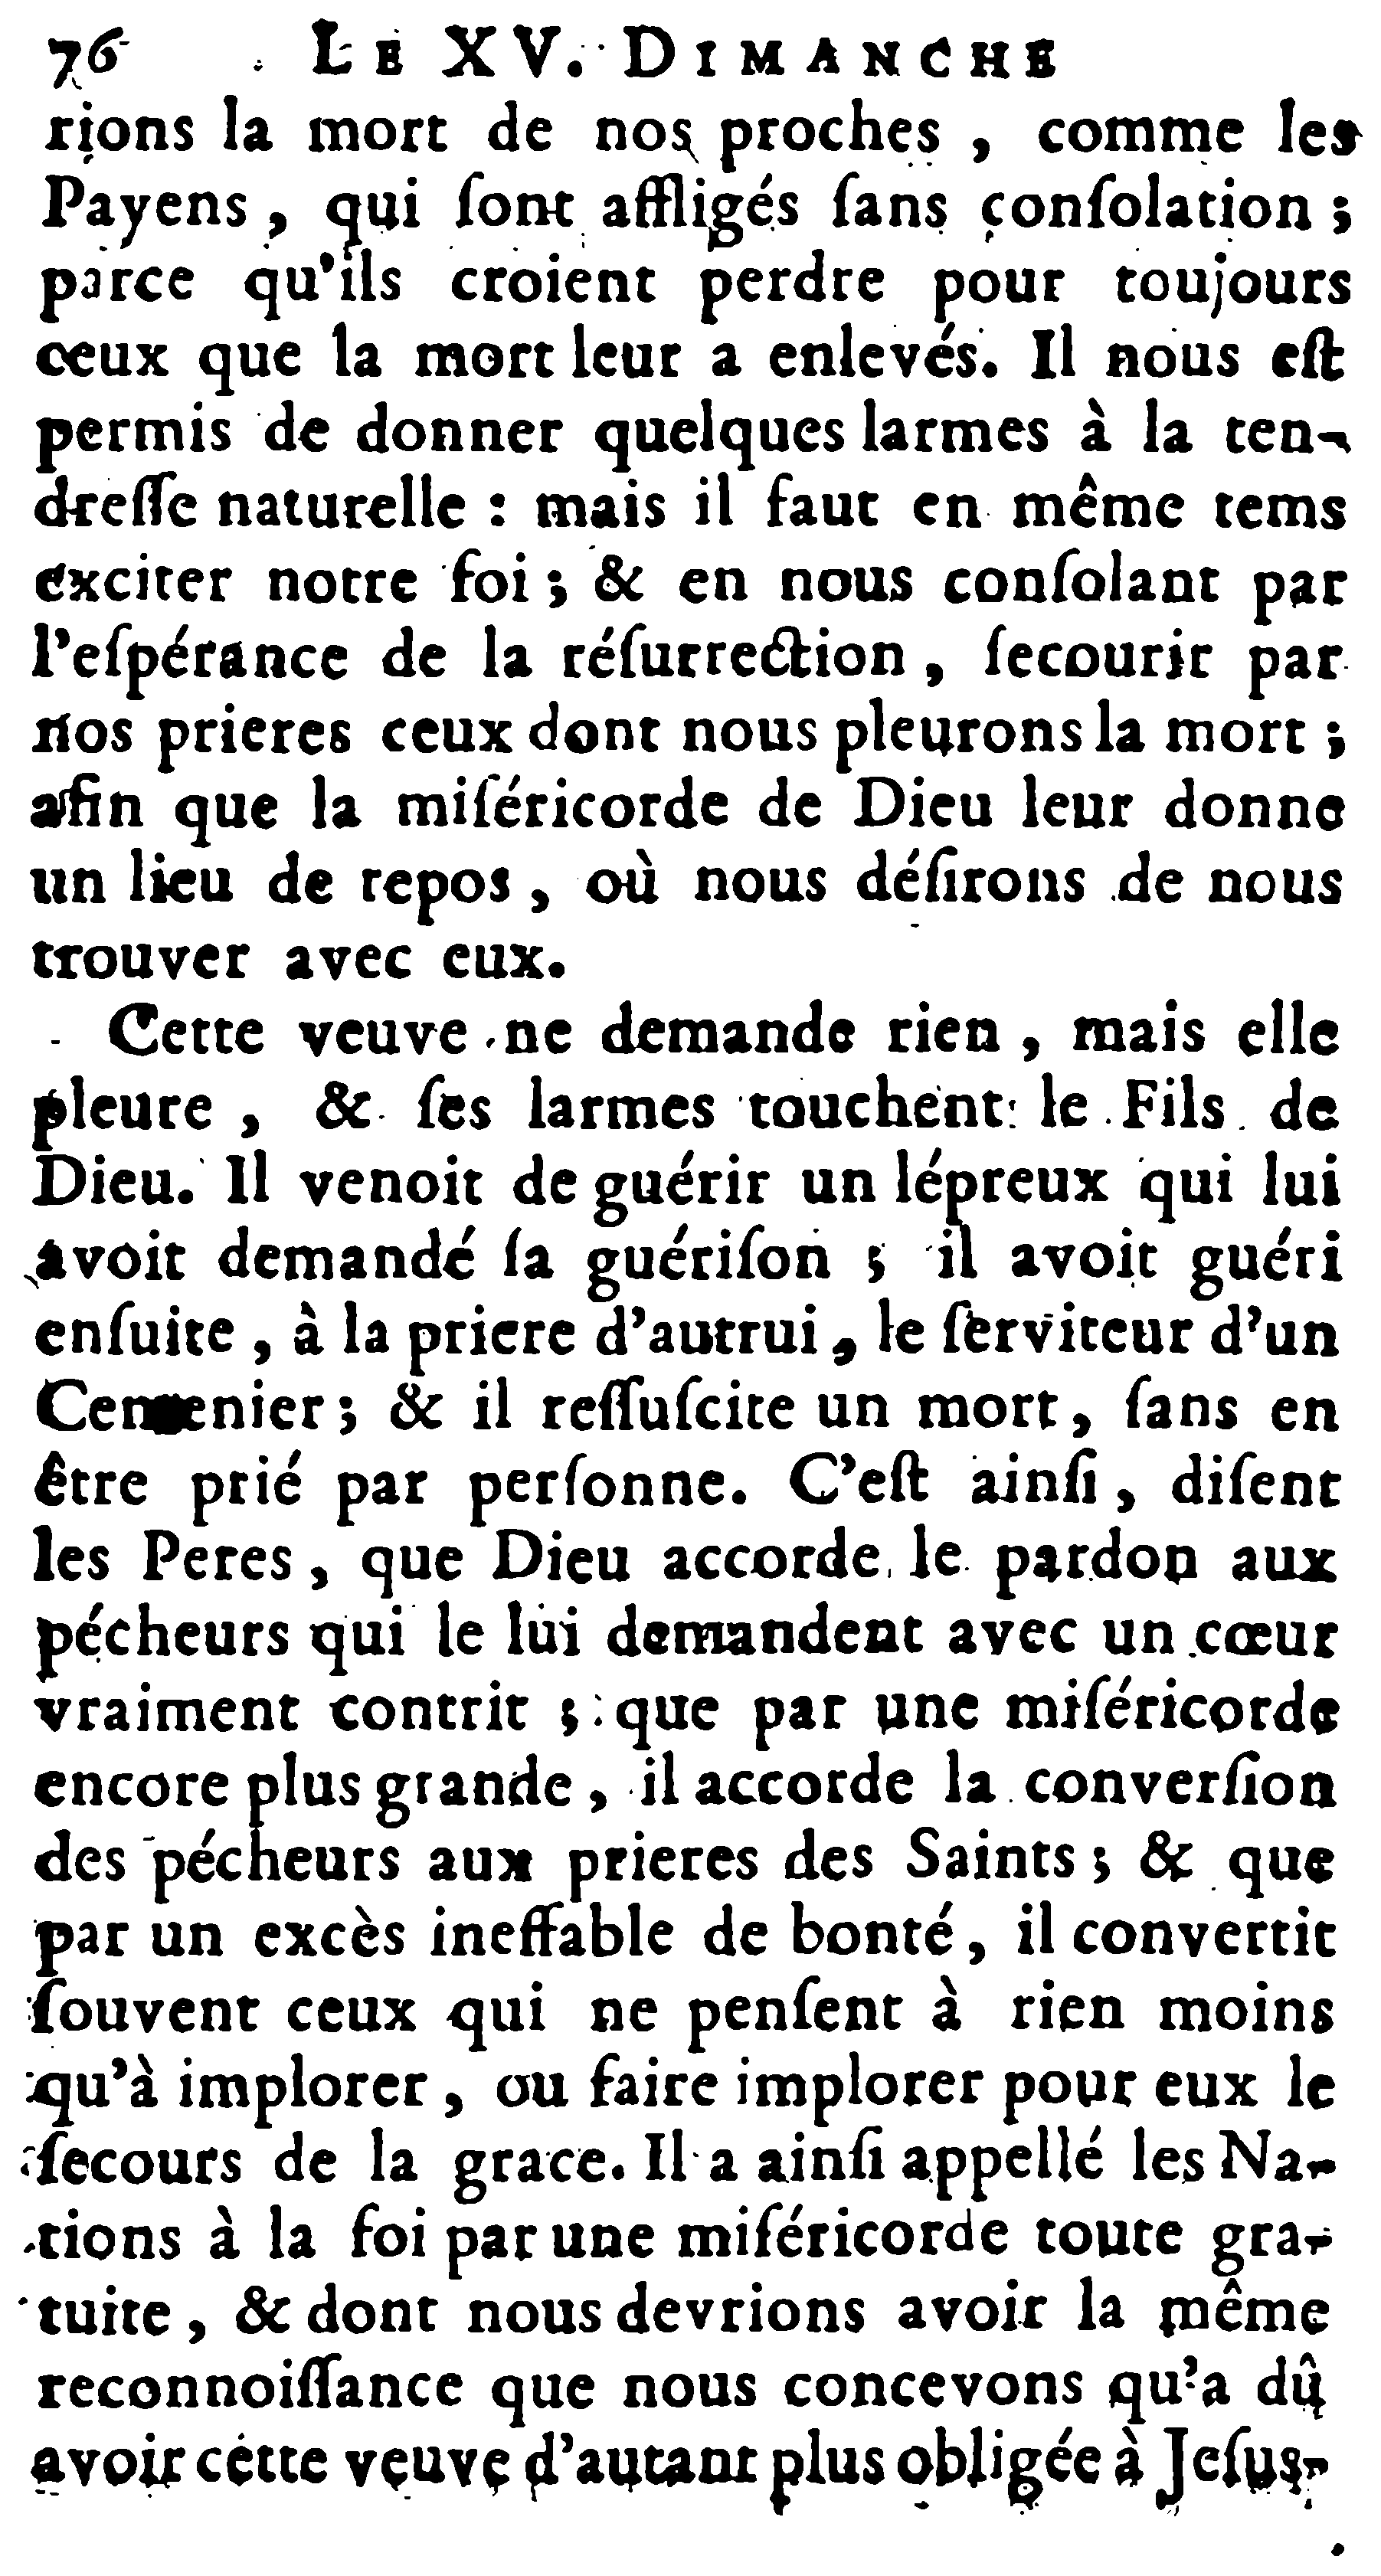 76 LE XV. DIMANCHE
rions la mort de nos proches, comme les
Payens, qui ſont affligés ſans conſolation;
parce qu'ils croient perdre pour toujours
ceux que la mort leur a enlevés. Il nous eſt
permis de donner quelques larmes à la ten-
dreſſe naturelle : mais il faut en même tems
exciter notre foi; & en nous conſolant par
l'eſpérance de la réſurrection, ſecourir par
nos prieres ceux dont nous pleurons la mort;
afin que la miſéricorde de Dieu leur donne
un lieu de repos, où nous déſirons de nous
trouver avec eux.
Cette veuve ne demande rien, mais elle
pleure, & ſes larmes touchent le Fils de
Dieu. Il venoit de guérir un lépreux qui lui
avoit demandé ſa guériſon; il avoit guéri
enſuite, à la priere d'autrui, le ſerviteur d'un
& il reſſuſcite un mort, ſans en
être prié par perſonne. C'eſt ainſi, diſent
les Peres, que Dieu accorde le pardon aux
pécheurs qui le lui demandent avec un cœur
vraiment contrit; que par une miſéricorde
encore plus grande, il accorde la converſion
des pécheurs aux prieres des Saints; & que
par un excès ineffable de bonté, il convertit
ſouvent ceux qui ne penſent à rien moins
qu'à implorer, ou faire implorer pour eux le
ſecours de la grace. Il a ainſi appellé les Na-
tions à la foi par une miſéricorde toute gra-
tuite, & dont nous devrions avoir la même
reconnoiſſance que nous concevons qu'a dû
avoir cette veuve d'autant plus obligée à Jeſus-